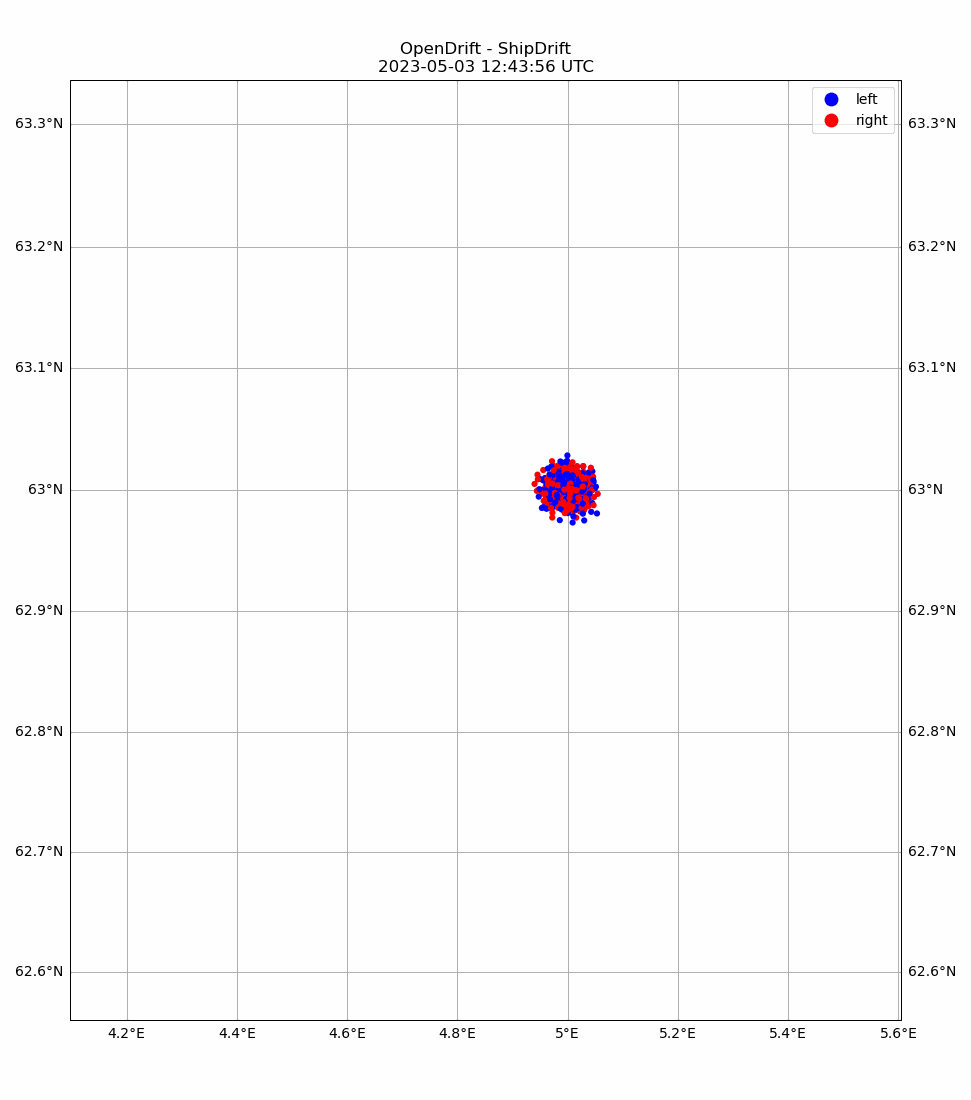 OpenDrift - ShipDrift
2023-05-03 12:43:56 UTC
left
right
63.3°N 63.3°N
63.2°N 63.2°N
63.1°N 63.1°N
63°N 63°N
62.9°N 62.9°N
62.8°N 62.8°N
62.7°N 62.7°N
62.6°N 62.6°N
4.2°E 4.4°E 4.6°E 4.8°E 5°E 5.2°E 5.4°E 5.6°E